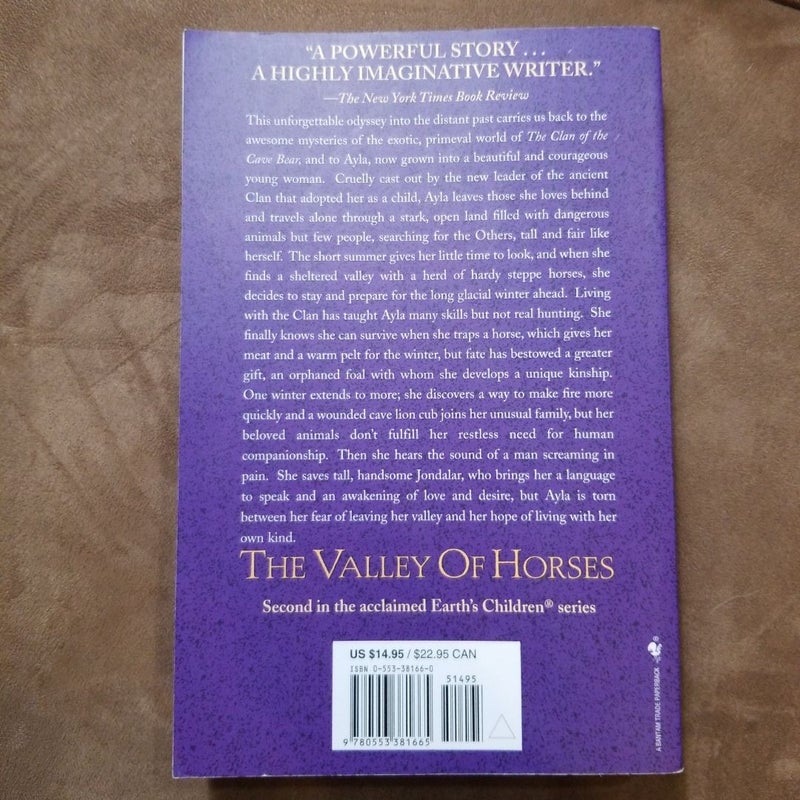 “A POWERFUL STORY . . .
A HIGHLY IMAGINATIVE WRITER.”
—The New York Times Book Review
This unforgettable odyssey into the distant past carries us back to the
awesome mysteries of the exotic, primeval world of The Clan of the
Cave Bear, and to Ayla, now grown into a beautiful and courageous
young woman. Cruelly cast out by the new leader of the ancient
Clan that adopted her as a child, Ayla leaves those she loves behind
and travels alone through a stark, open land filled with dangerous
animals but few people, searching for the Others, tall and fair like
herself. The short summer gives her little time to look, and when she
finds a sheltered valley with a herd of hardy steppe horses, she
decides to stay and prepare for the long glacial winter ahead. Living
with the Clan has taught Ayla many skills but not real hunting. She
finally knows she can survive when she traps a horse, which gives her
meat and a warm pelt for the winter, but fate has bestowed a greater
gift, an orphaned foal with whom she develops a unique kinship.
One winter extends to more; she discovers a way to make fire more
quickly and a wounded cave lion cub joins her unusual family, but her
beloved animals don’t fulfill her restless need for human
companionship. Then she hears the sound of a man screaming in
pain. She saves tall, handsome Jondalar, who brings her a language
to speak and an awakening of love and desire, but Ayla is torn
between her fear of leaving her valley and her hope of living with her
own kind.
THE VALLEY OF HORSES
Second in the acclaimed Earth’s Children® series
US $14.95 / $22.95 CAN
ISBN 0-553-38166-0
51495
9 780553 381665
A BANTAM TRADE PAPERBACK